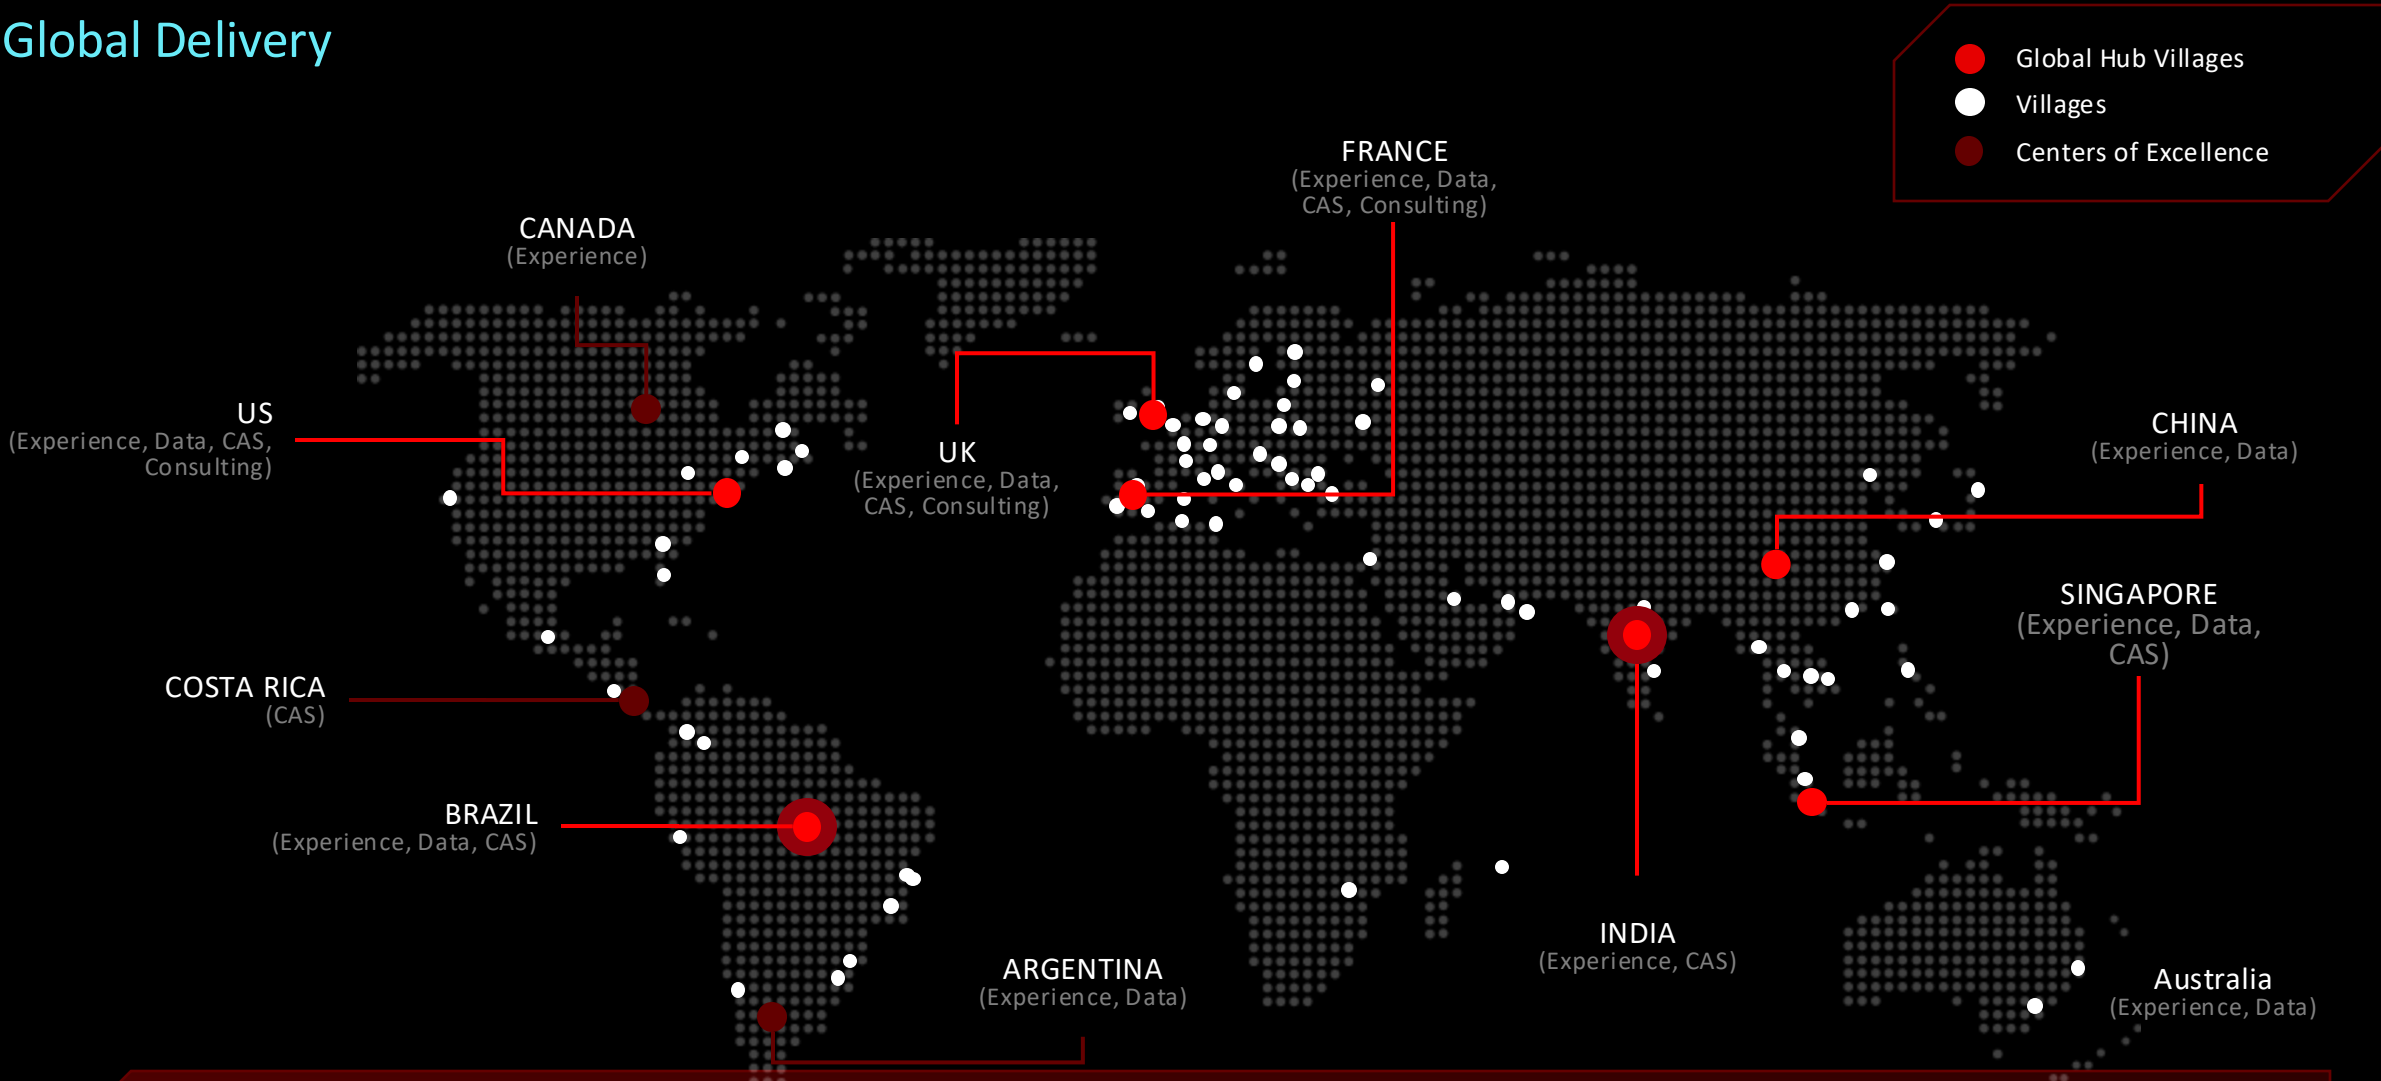 Global Delivery
Global Hub Villages
Villages
Centers of Excellence
FRANCE
(Experience, Data,
CAS, Consulting)
CANADA
(Experience)
US
(Experience, Data, CAS,
Consulting)
UK
(Experience, Data,
CAS, Consulting)
CHINA
(Experience, Data)
SINGAPORE
(Experience, Data,
CAS)
COSTA RICA
(CAS)
BRAZIL
(Experience, Data, CAS)
INDIA
(Experience, CAS)
ARGENTINA
(Experience, Data)
Australia
(Experience, Data)